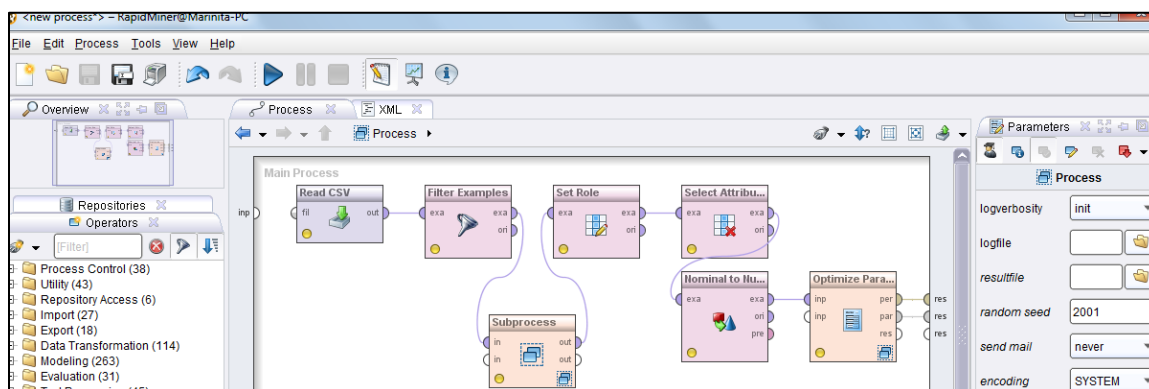 <new process*> – RapidMiner@Marinita-PC
File Edit Process Tools View Help
Overview
Process
XML
Process
Parameters
Main Process
Process
Read CSV
Filter Examples
Set Role
Select Attribu...
inp
fil out
exa exa
ori
exa exa
ori
exa exa
ori
Repositories
Operators
[Filter]
Process Control (38)
Utility (43)
Repository Access (6)
Import (27)
Export (18)
Data Transformation (114)
Modeling (263)
Evaluation (31)
Nominal to Nu...
exa exa
ori
pre
Optimize Para...
inp per
inp par
res
res
res
res
Subprocess
in out
in out
logverbosity init
logfile
resultfile
random seed 2001
send mail never
encoding SYSTEM